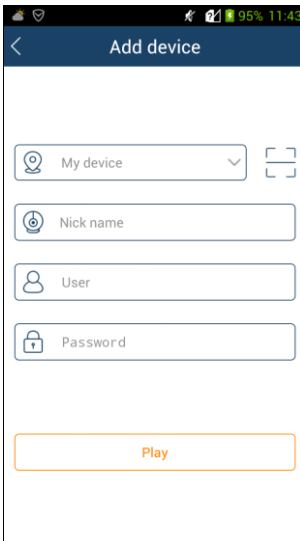 95% 11:43
Add device
My device
Nick name
User
Password
Play